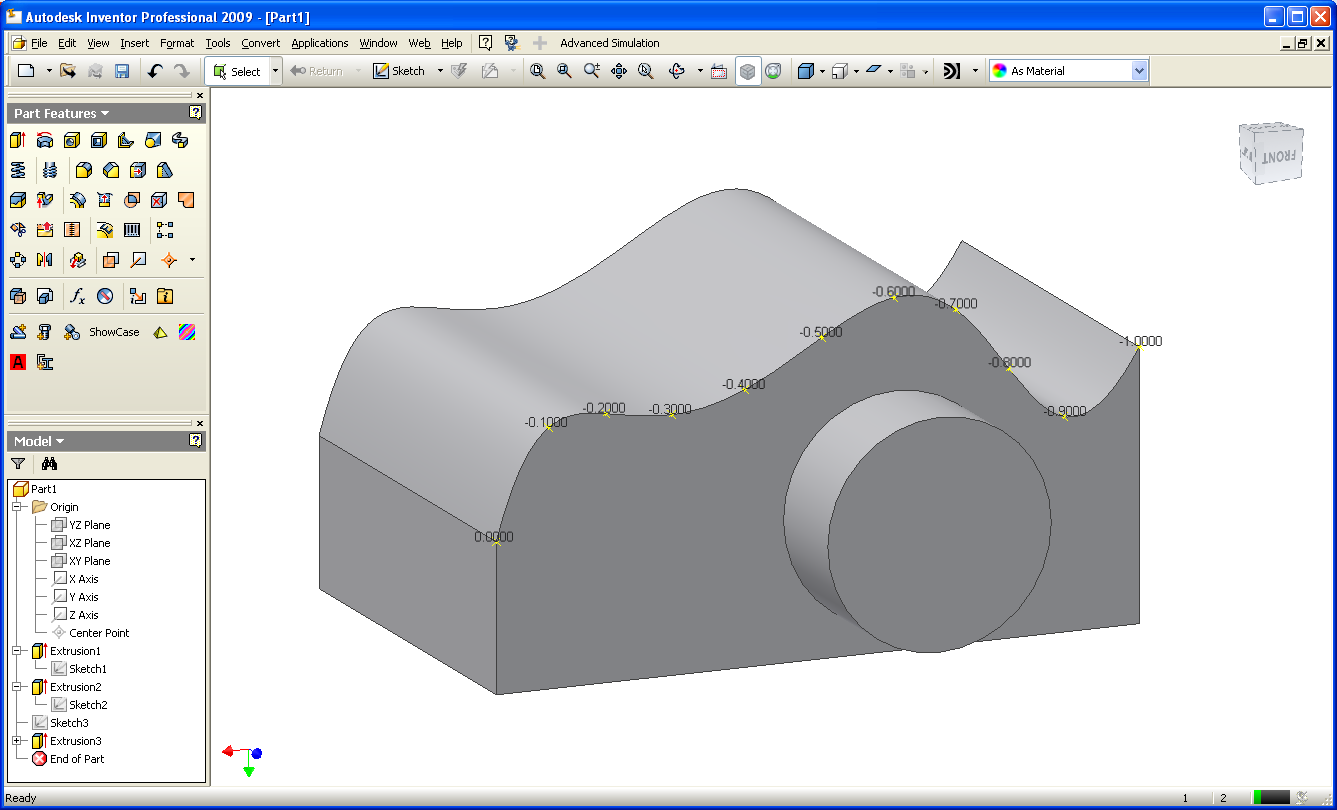 Autodesk Inventor Professional 2009 - [Part1]
File Edit View Insert Format Tools Convert Applications Window Web Help Advanced Simulation
Select Return Sketch As Material
Part Features
FRONT
ShowCase
A
Model
Part1
Origin
YZ Plane
XZ Plane
XY Plane
X Axis
Y Axis
Z Axis
Center Point
Extrusion1
Sketch1
Extrusion2
Sketch2
Sketch3
Extrusion3
End of Part
-0.6000
-0.7000
-0.5000
-1.0000
-0.8000
-0.4000
-0.2000
-0.3000
-0.9000
-0.1000
0.0000
Ready 1 2